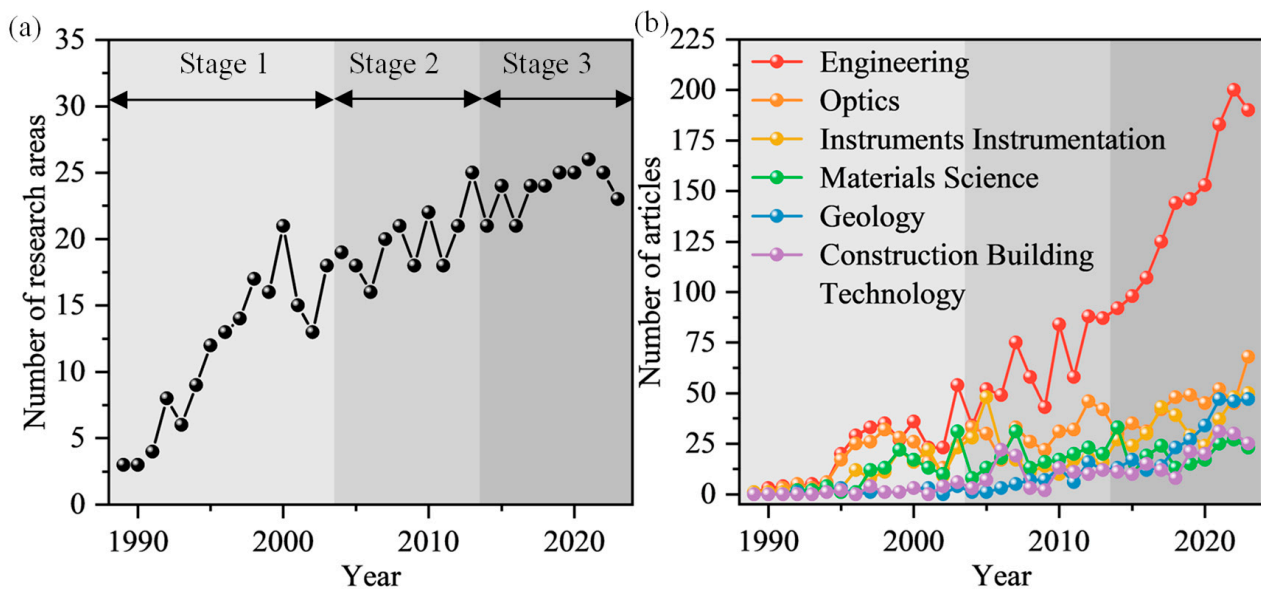 (a)
35
30
25
20
15
10
5
0
Number of research areas
Stage 1
Stage 2
Stage 3
1990
2000
2010
2020
Year
(b)
225
200
175
150
125
100
75
50
25
0
Number of articles
Engineering
Optics
Instruments Instrumentation
Materials Science
Geology
Construction Building
Technology
1990
2000
2010
2020
Year